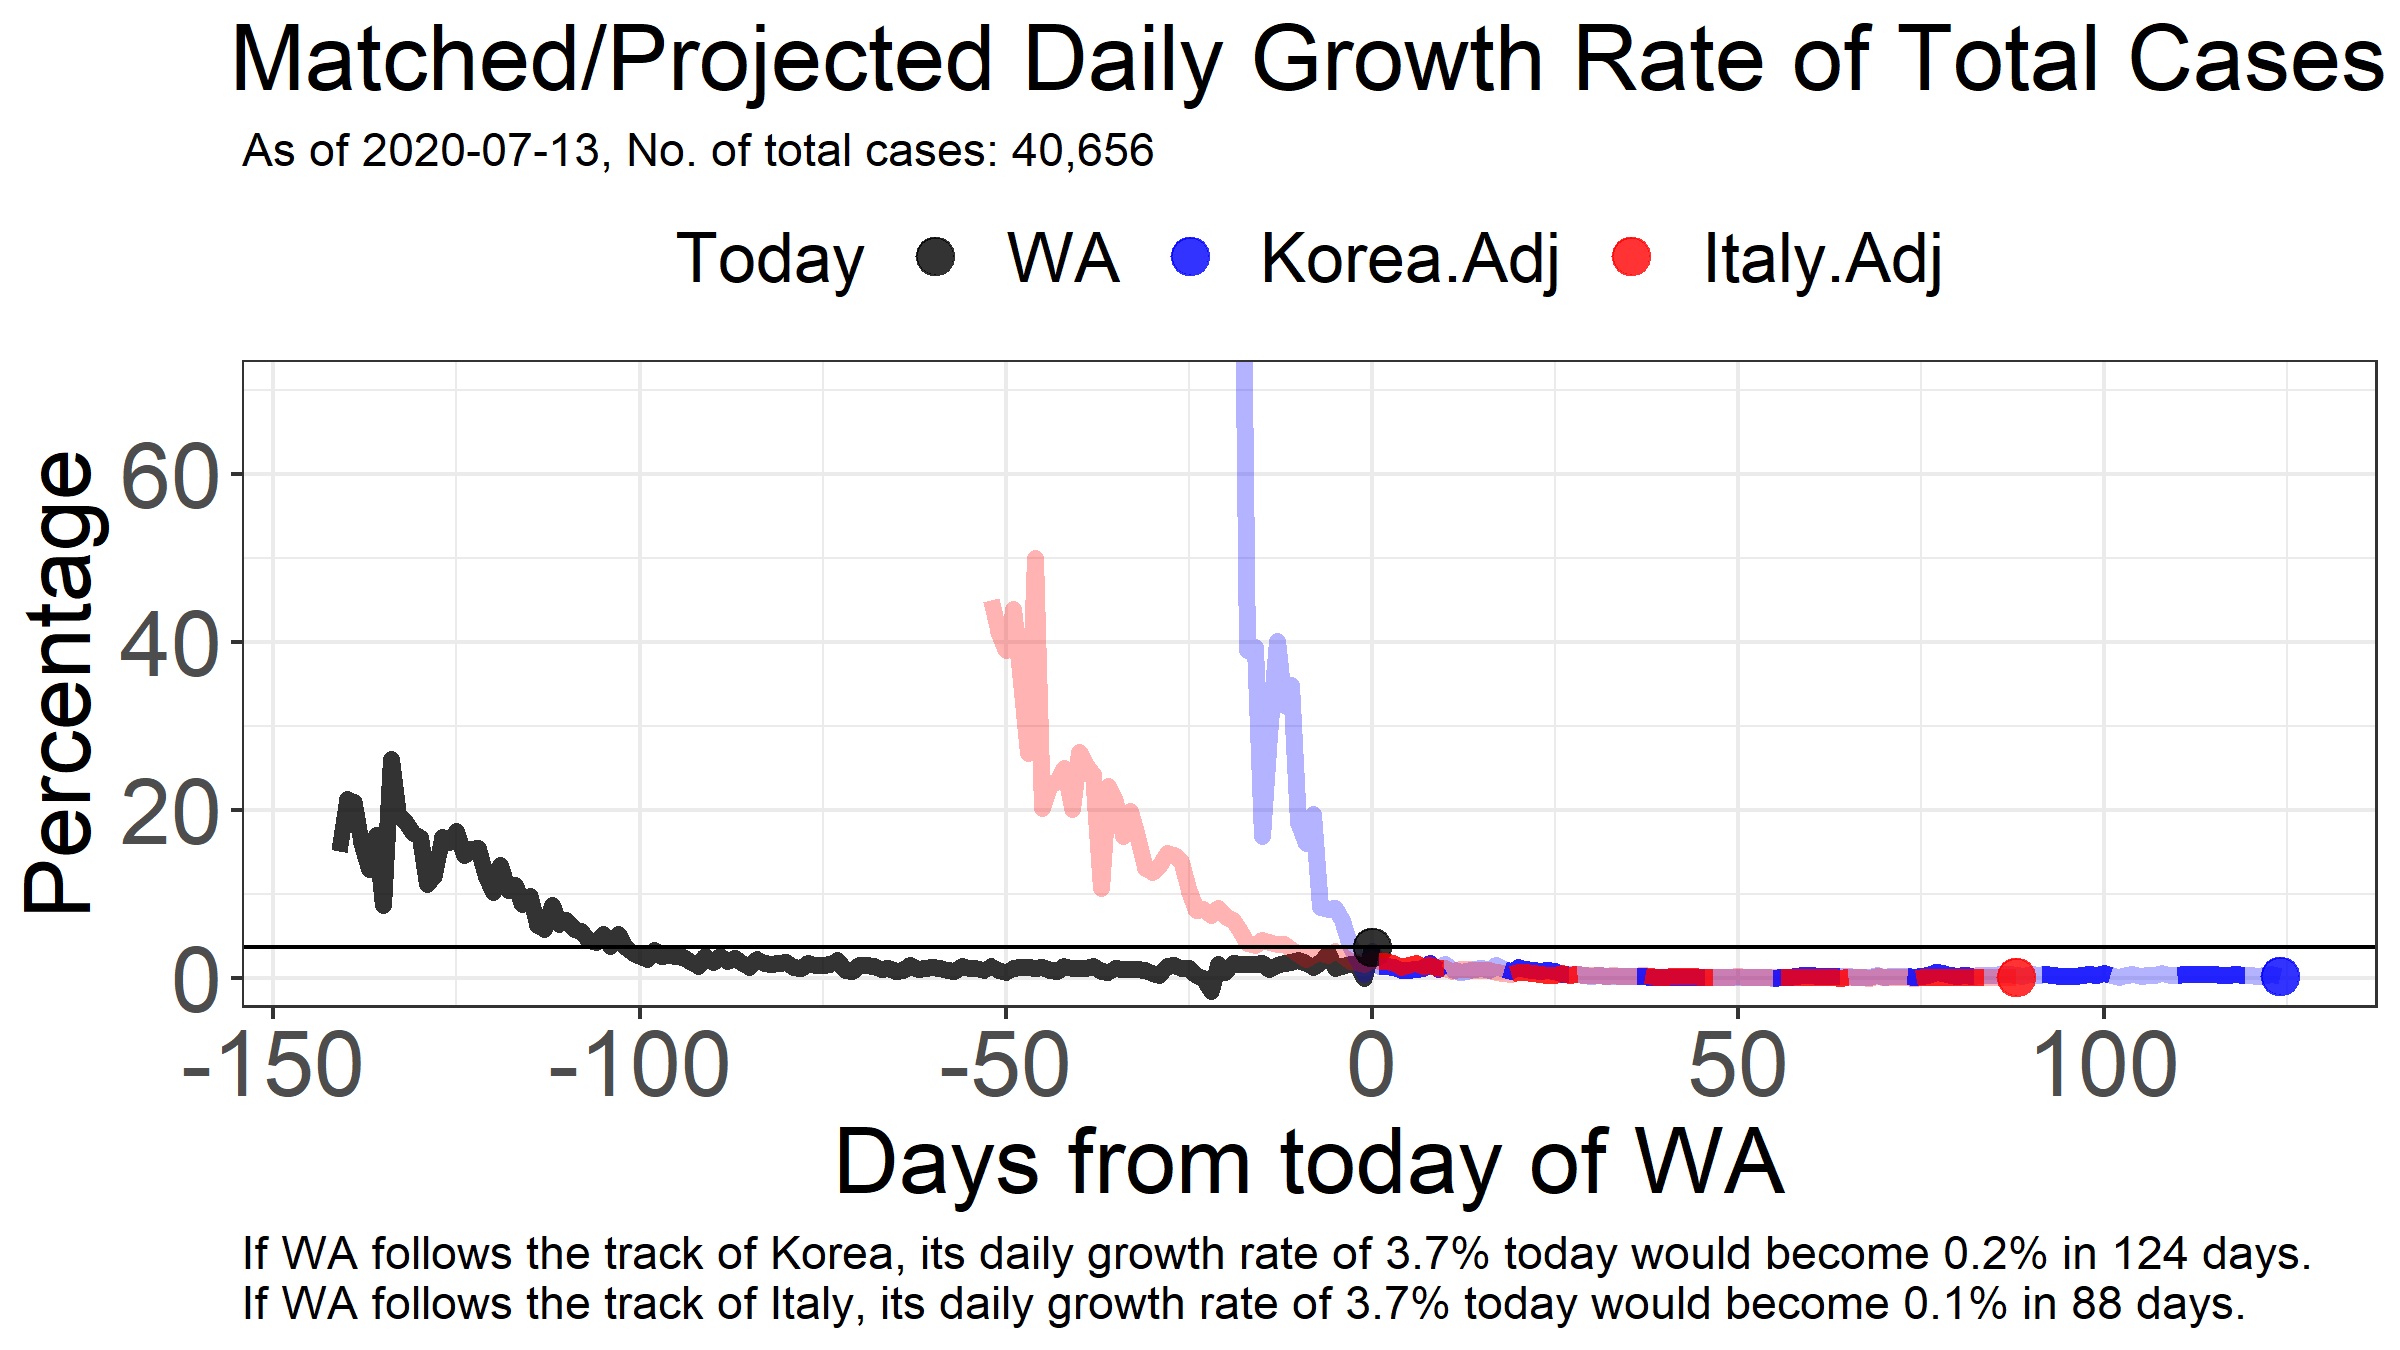 Matched/Projected Daily Growth Rate of Total Cases
As of 2020-07-13, No. of total cases: 40,656
Today WA Korea.Adj Italy.Adj
Percentage
60
40
20
0
-150 -100 -50 0 50 100
Days from today of WA
If WA follows the track of Korea, its daily growth rate of 3.7% today would become 0.2% in 124 days.
If WA follows the track of Italy, its daily growth rate of 3.7% today would become 0.1% in 88 days.